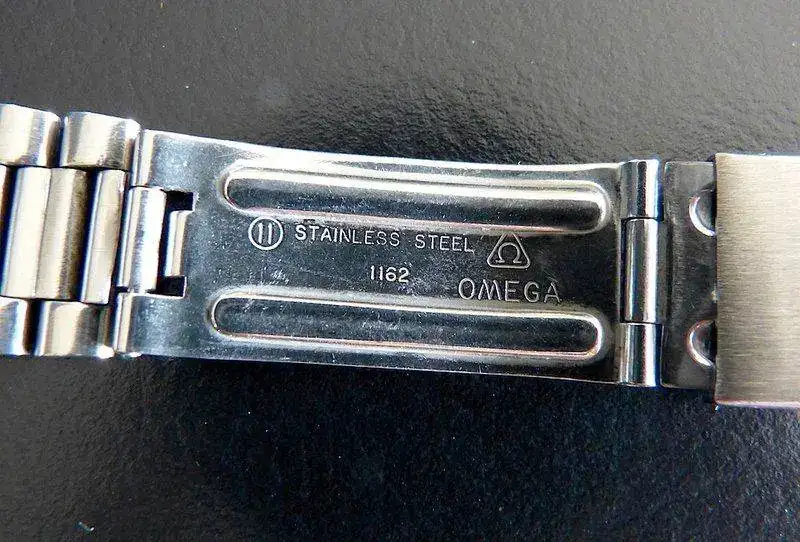 11 STAINLESS STEEL Ω
1162
OMEGA